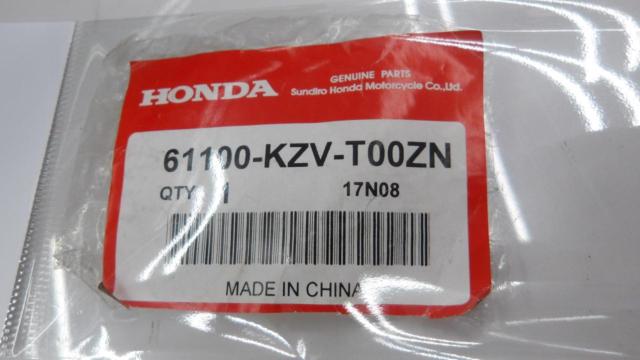 HONDA
GENUINE PARTS
Sundiro Honda Motorcycle Co.,Ltd.
61100-KZV-T00ZN
QTY 1 17N08
MADE IN CHINA